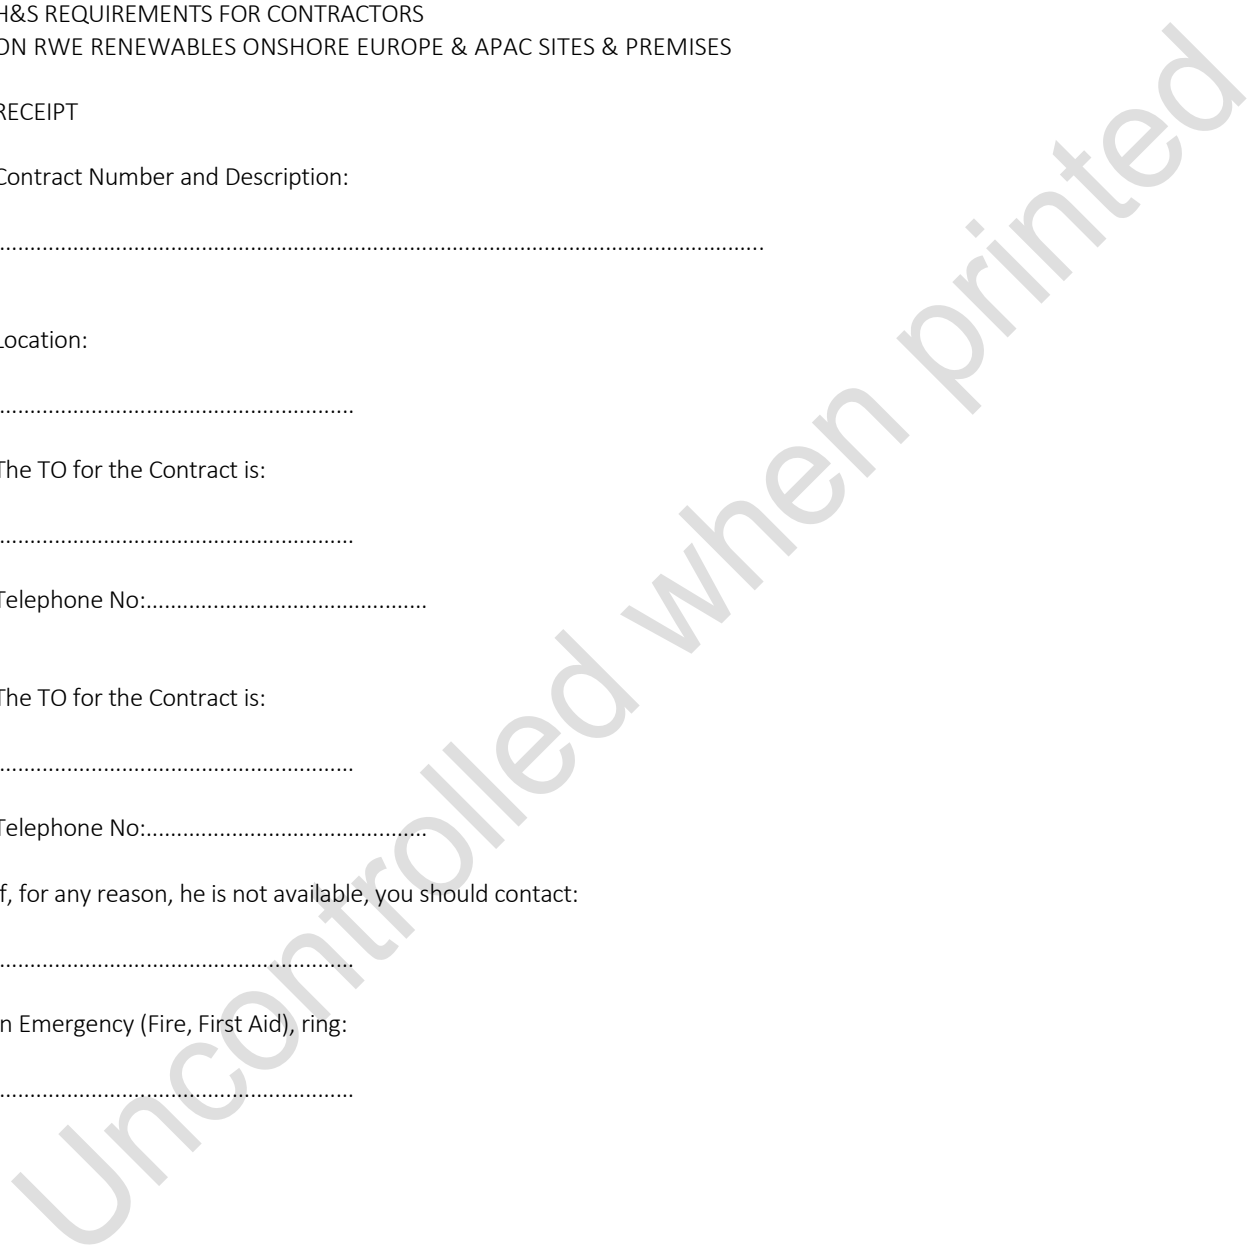 H&S REQUIREMENTS FOR CONTRACTORS
ON RWE RENEWABLES ONSHORE EUROPE & APAC SITES & PREMISES
RECEIPT
Contract Number and Description:
....................................................................................................................
Location:
..........................................................
The TO for the Contract is:
..........................................................
Telephone No:..............................................
The TO for the Contract is:
..........................................................
Telephone No:..............................................
If, for any reason, he is not available, you should contact:
..........................................................
In Emergency (Fire, First Aid), ring:
..........................................................
Uncontrolled when printed